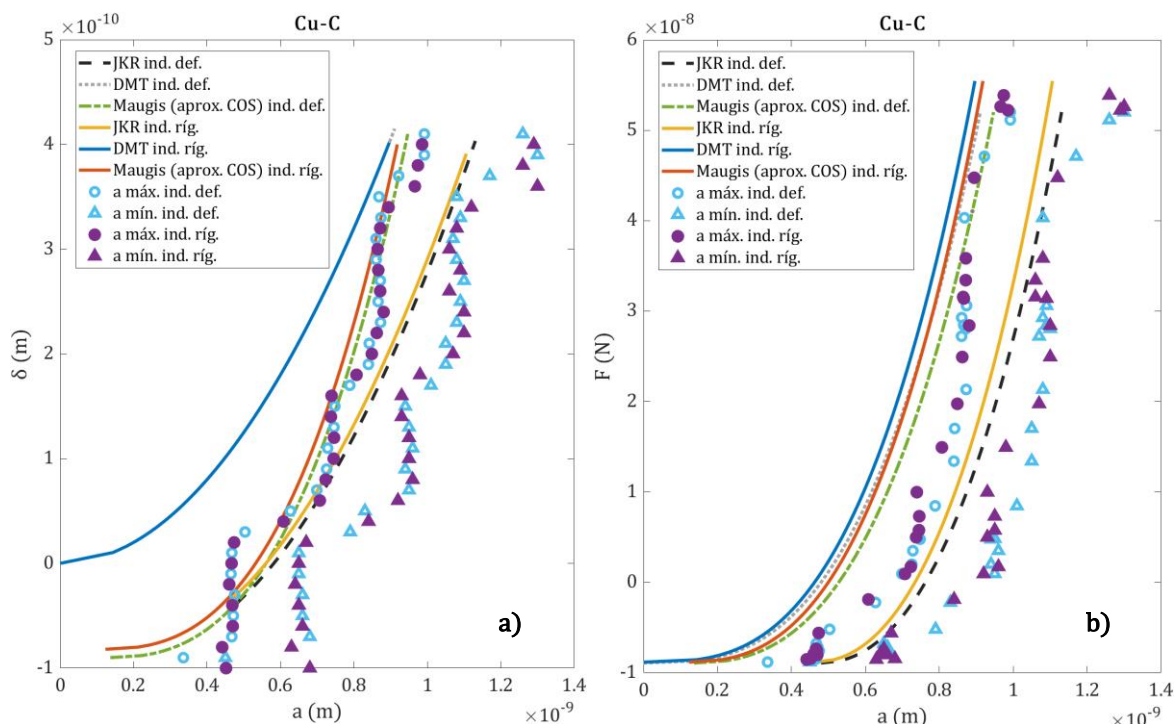 Cu-C
×10⁻¹⁰
5
4
3
2
1
0
-1
δ (m)
JKR ind. def.
DMT ind. def.
Maugis (aprox. COS) ind. def.
JKR ind. ríg.
DMT ind. ríg.
Maugis (aprox. COS) ind. ríg.
a máx. ind. def.
a mín. ind. def.
a máx. ind. ríg.
a mín. ind. ríg.
a)
0 0.2 0.4 0.6 0.8 1 1.2 1.4
a (m)
×10⁻⁹
Cu-C
×10⁻⁸
6
5
4
3
2
1
0
-1
F (N)
JKR ind. def.
DMT ind. def.
Maugis (aprox. COS) ind. def.
JKR ind. ríg.
DMT ind. ríg.
Maugis (aprox. COS) ind. ríg.
a máx. ind. def.
a mín. ind. def.
a máx. ind. ríg.
a mín. ind. ríg.
b)
0 0.2 0.4 0.6 0.8 1 1.2 1.4
a (m)
×10⁻⁹